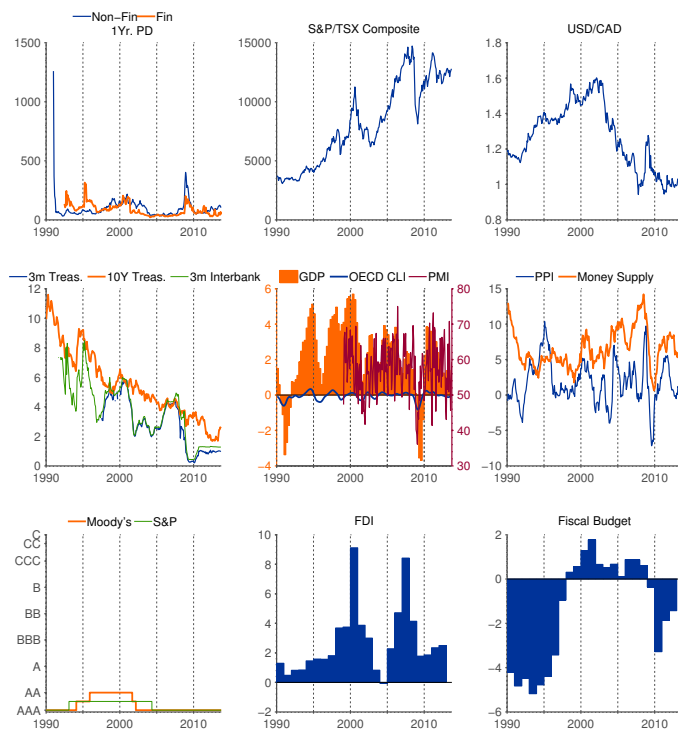 Non-Fin Fin
1Yr. PD
1500
1000
500
0
1990 2000 2010
S&P/TSX Composite
15000
10000
5000
0
1990 2000 2010
USD/CAD
1.8
1.6
1.4
1.2
1
0.8
1990 2000 2010
3m Treas. 10Y Treas. 3m Interbank
12
10
8
6
4
2
0
1990 2000 2010
GDP OECD CLI PMI
6
4
2
0
−2
−4
80
70
60
50
40
30
1990 2000 2010
PPI Money Supply
15
10
5
0
−5
−10
1990 2000 2010
Moody's S&P
C
CC
CCC
B
BB
BBB
A
AA
AAA
1990 2000 2010
FDI
10
8
6
4
2
0
−2
1990 2000 2010
Fiscal Budget
2
0
−2
−4
−6
1990 2000 2010